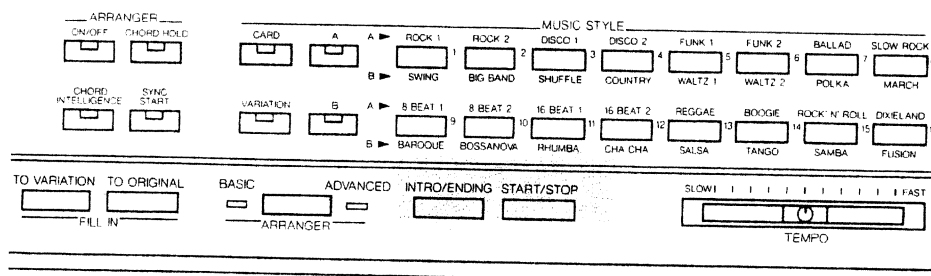 ARRANGER MUSIC STYLE
ON/OFF CHORD HOLD CARD A A ► ROCK 1 1 ROCK 2 2 DISCO 1 3 DISCO 2 4 FUNK 1 5 FUNK 2 6 BALLAD 7 SLOW ROCK
B ► SWING BIG BAND SHUFFLE COUNTRY WALTZ 1 WALTZ 2 POLKA MARCH
CHORD INTELLIGENCE SYNC START VARIATION B A ► 8 BEAT 1 9 8 BEAT 2 10 16 BEAT 1 11 16 BEAT 2 12 REGGAE 13 BOOGIE 14 ROCK' N' ROLL 15 DIXIELAND
B ► BAROQUE BOSSANOVA RHUMBA CHA CHA SALSA TANGO SAMBA FUSION
TO VARIATION TO ORIGINAL BASIC ADVANCED INTRO/ENDING START/STOP SLOW FAST
FILL IN ARRANGER TEMPO